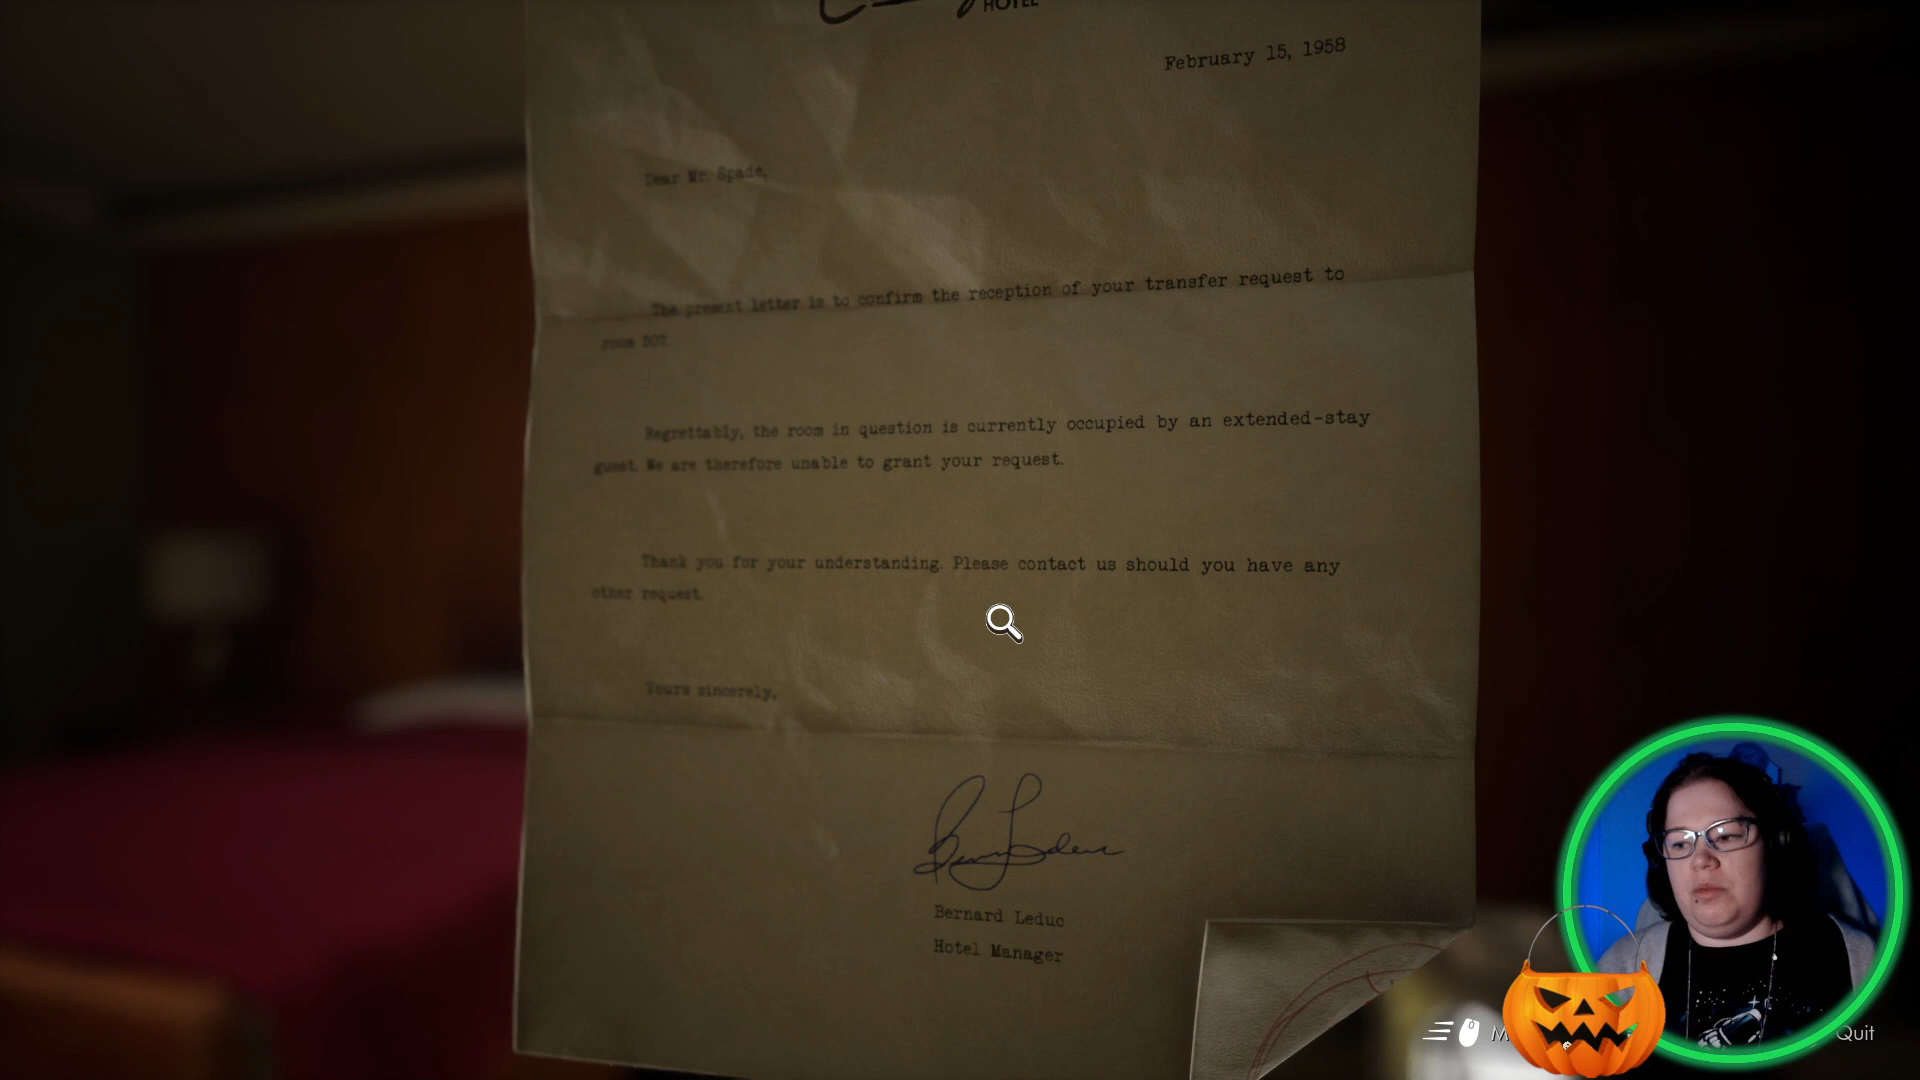 HOTEL
February 15, 1958
Dear Mr. Spade,
The present letter is to confirm the reception of your transfer request to
room 507.
Regrettably, the room in question is currently occupied by an extended-stay
guest. We are therefore unable to grant your request.
Thank you for your understanding. Please contact us should you have any
other request.
Yours sincerely,
Bernard Leduc
Hotel Manager
Quit